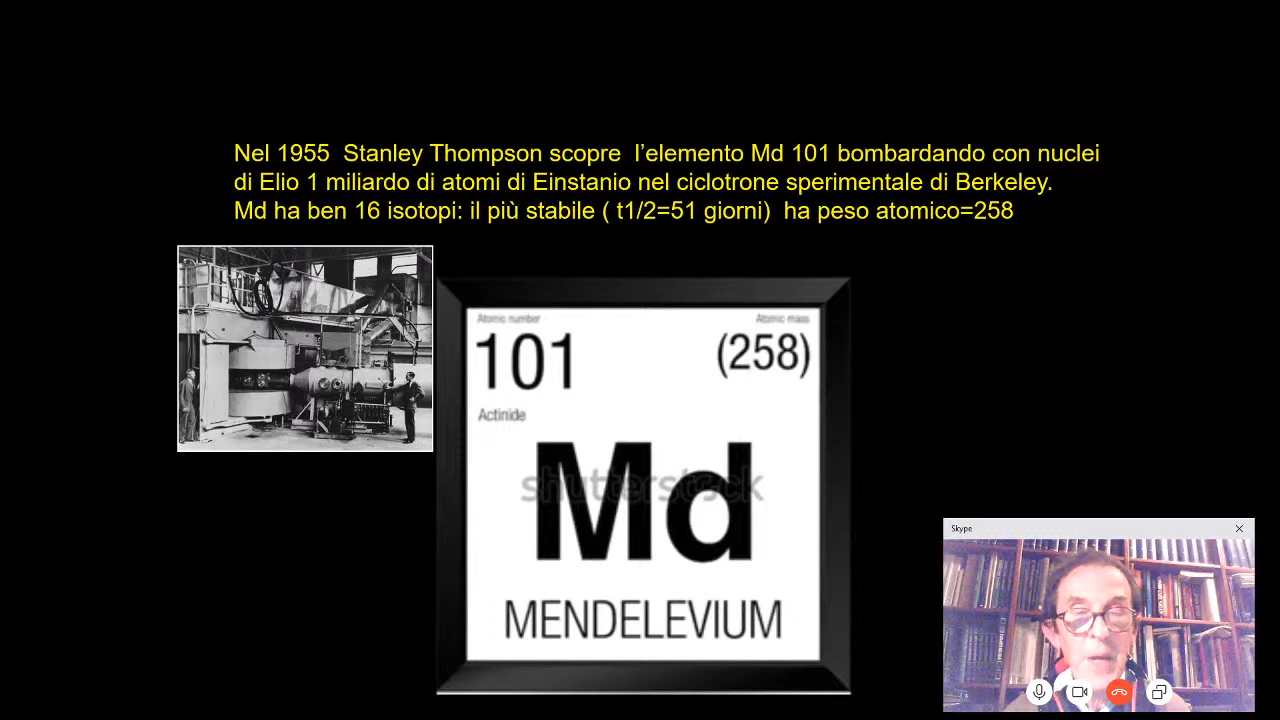 Nel 1955  Stanley Thompson scopre  l’elemento Md 101 bombardando con nuclei
di Elio 1 miliardo di atomi di Einstanio nel ciclotrone sperimentale di Berkeley.
Md ha ben 16 isotopi: il più stabile ( t1/2=51 giorni)  ha peso atomico=258
Atomic number
Atomic mass
101
(258)
Actinide
Md
shutterstock
MENDELEVIUM
Skype